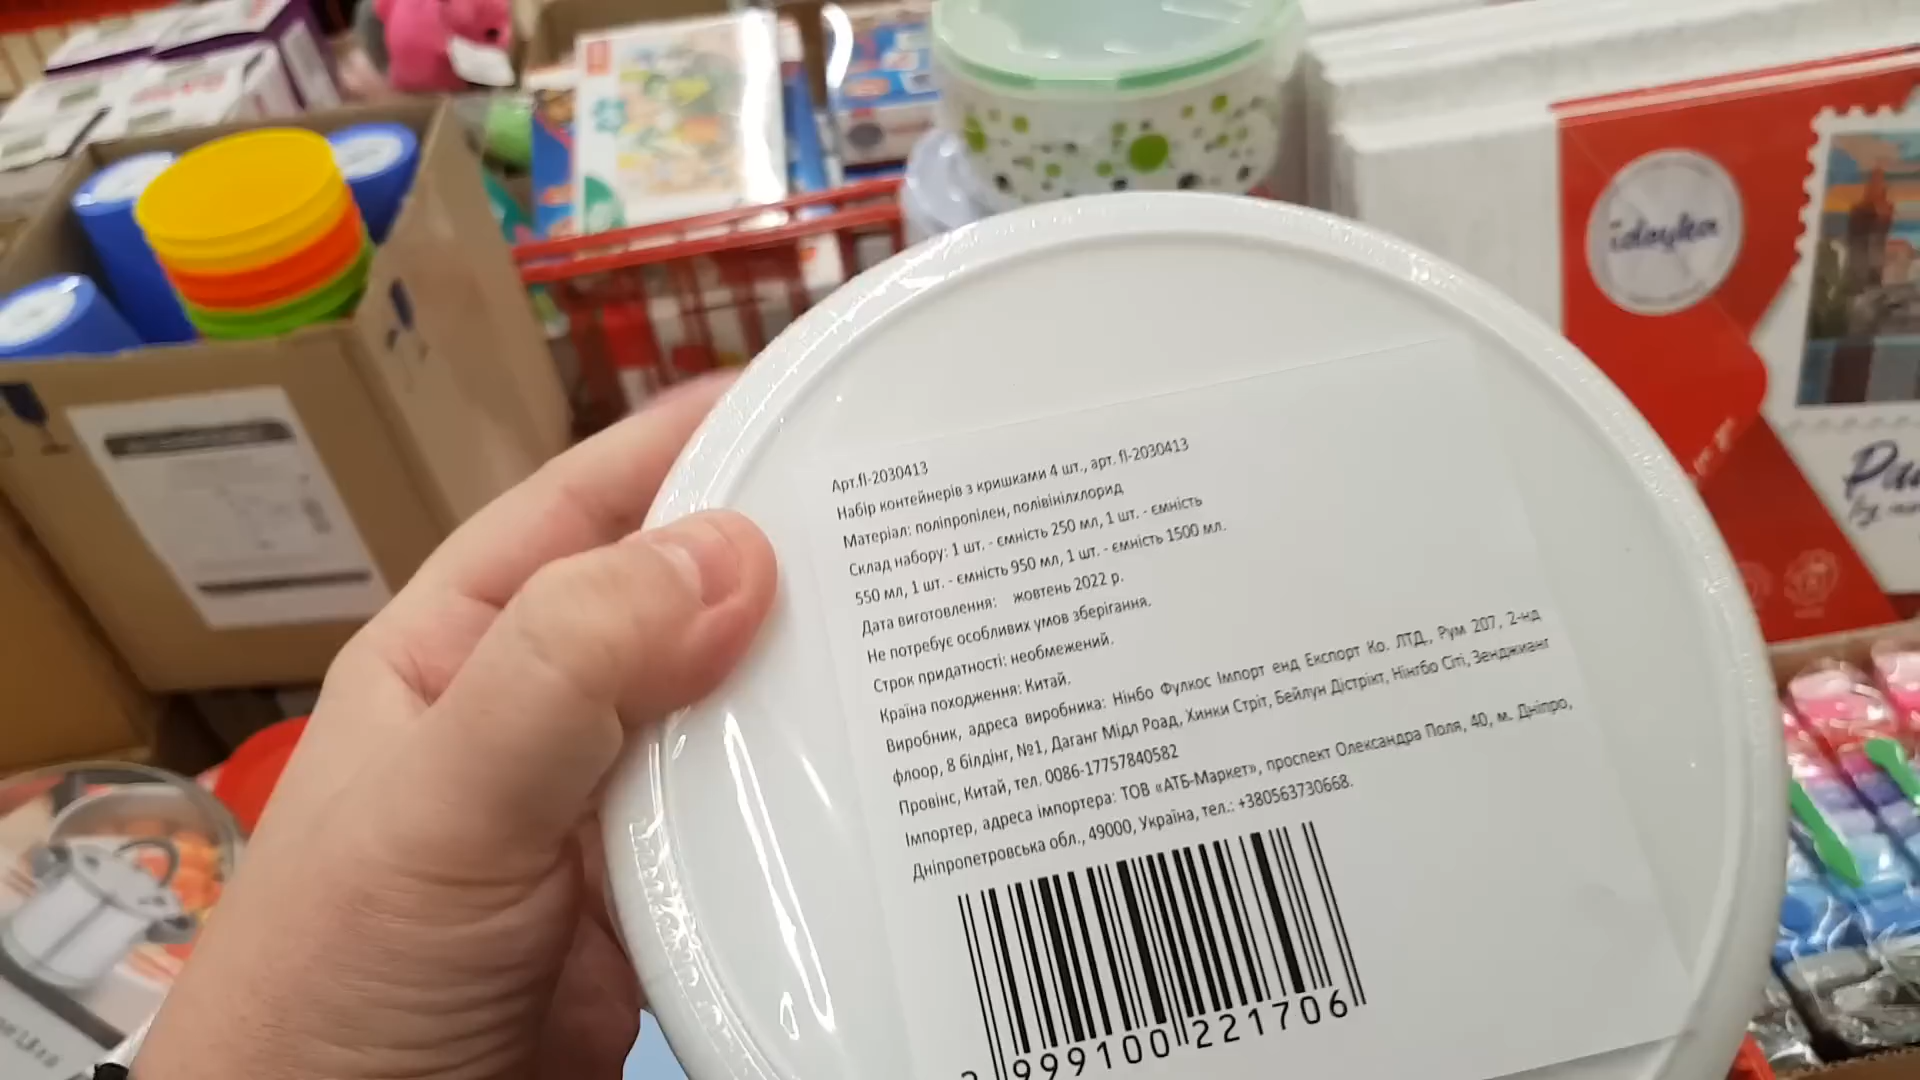 ideyka
Арт.fl-2030413
Набір контейнерів з кришками 4 шт., арт. fl-2030413
Матеріал: поліпропілен, полівінілхлорид
Склад набору: 1 шт. - ємність 250 мл, 1 шт. - ємність
550 мл, 1 шт. - ємність 950 мл, 1 шт. - ємність 1500 мл.
Дата виготовлення: жовтень 2022 р.
Не потребує особливих умов зберігання.
Строк придатності: необмежений.
Країна походження: Китай.
Виробник, адреса виробника: Нінбо Фулкос Імпорт енд Експорт Ко. ЛТД., Рум 207, 2-нд
флоор, 8 білдінг, №1, Даганг Мідл Роад, Хинки Стріт, Бейлун Дістрікт, Нінгбо Сіті, Зенджианг
Провінс, Китай, тел. 0086-17757840582
Імпортер, адреса імпортера: ТОВ «АТБ-Маркет», проспект Олександра Поля, 40, м. Дніпро,
Дніпропетровська обл., 49000, Україна, тел.: +380563730668.
999100 221706